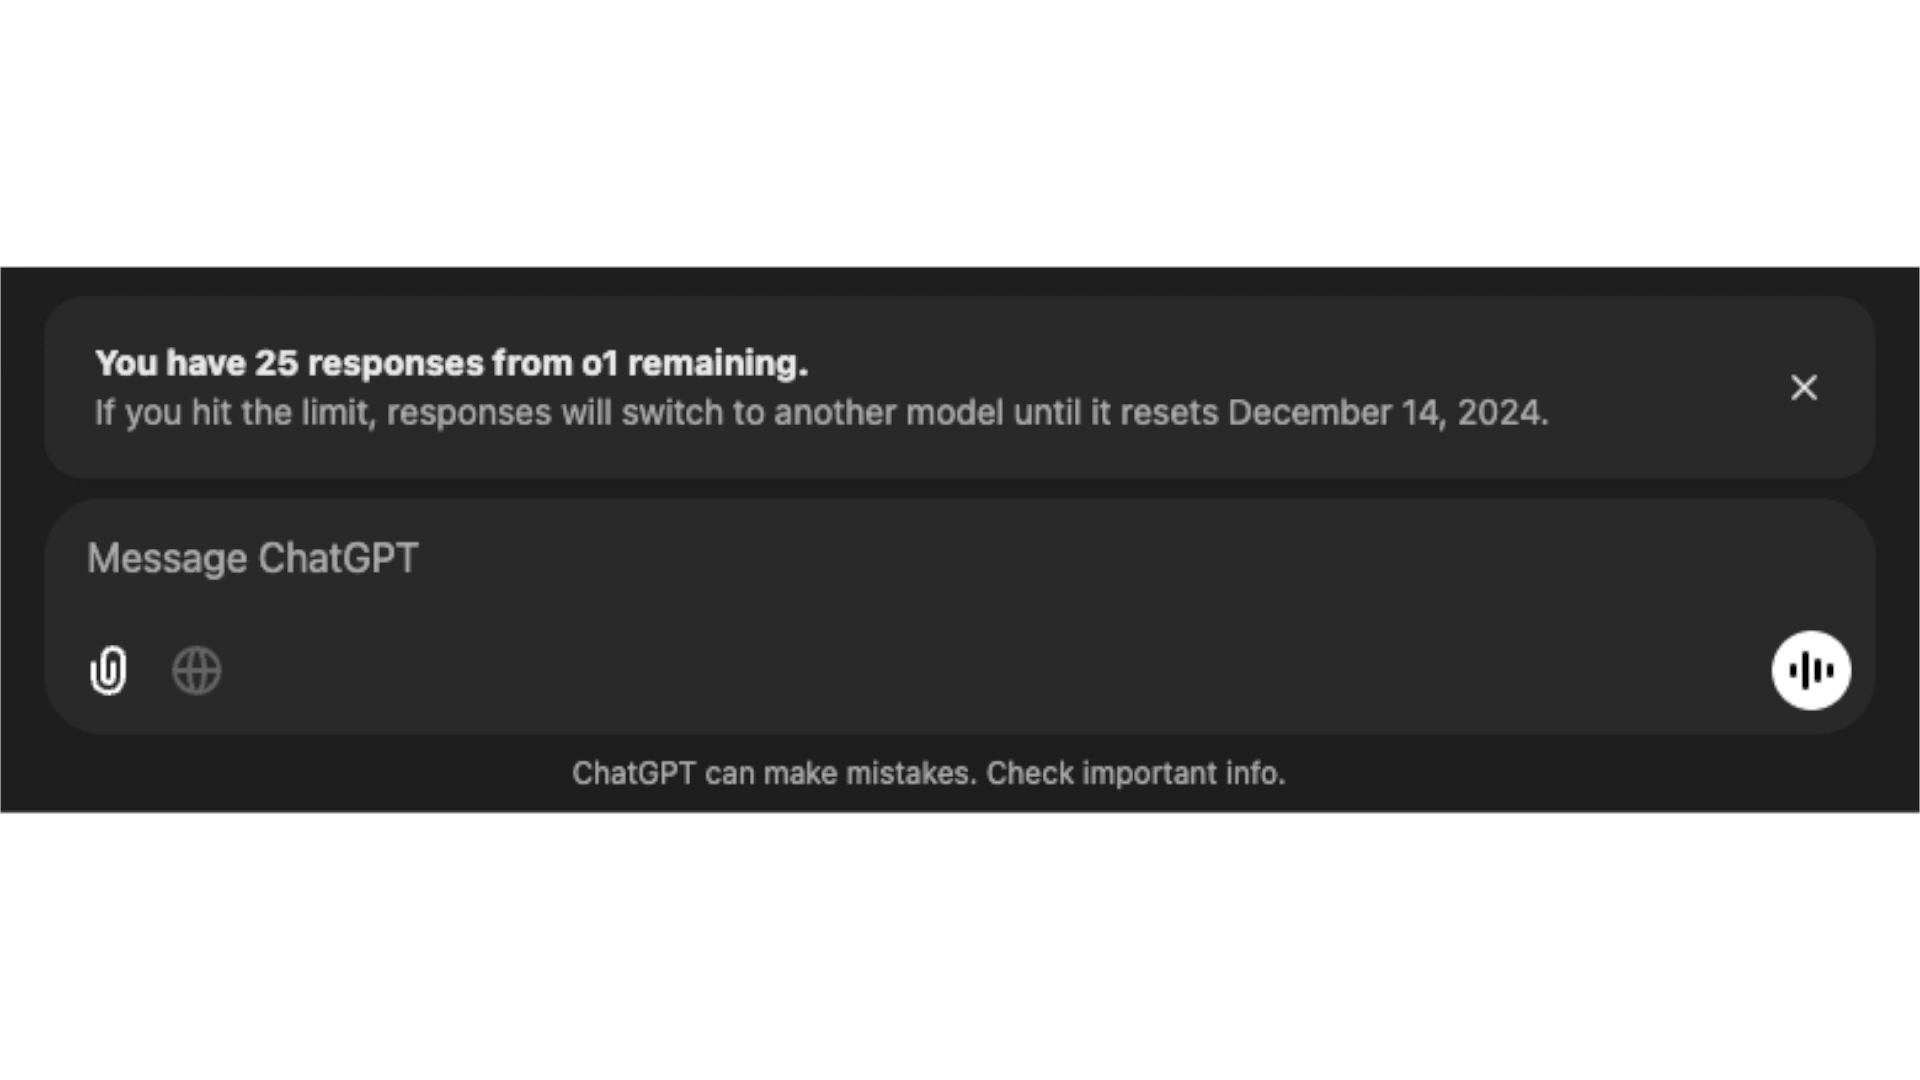 You have 25 responses from o1 remaining.
If you hit the limit, responses will switch to another model until it resets December 14, 2024.
Message ChatGPT
ChatGPT can make mistakes. Check important info.